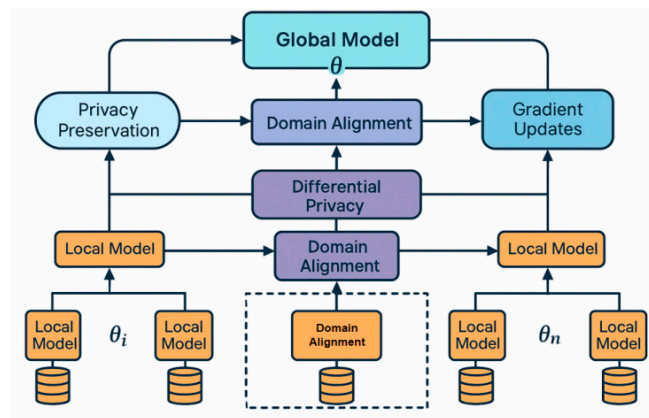 Global Model
θ
Privacy
Preservation
Domain Alignment
Gradient
Updates
Differential
Privacy
Local Model
Domain
Alignment
Local Model
Local
Model
θi
Local
Model
Domain
Alignment
Local
Model
θn
Local
Model